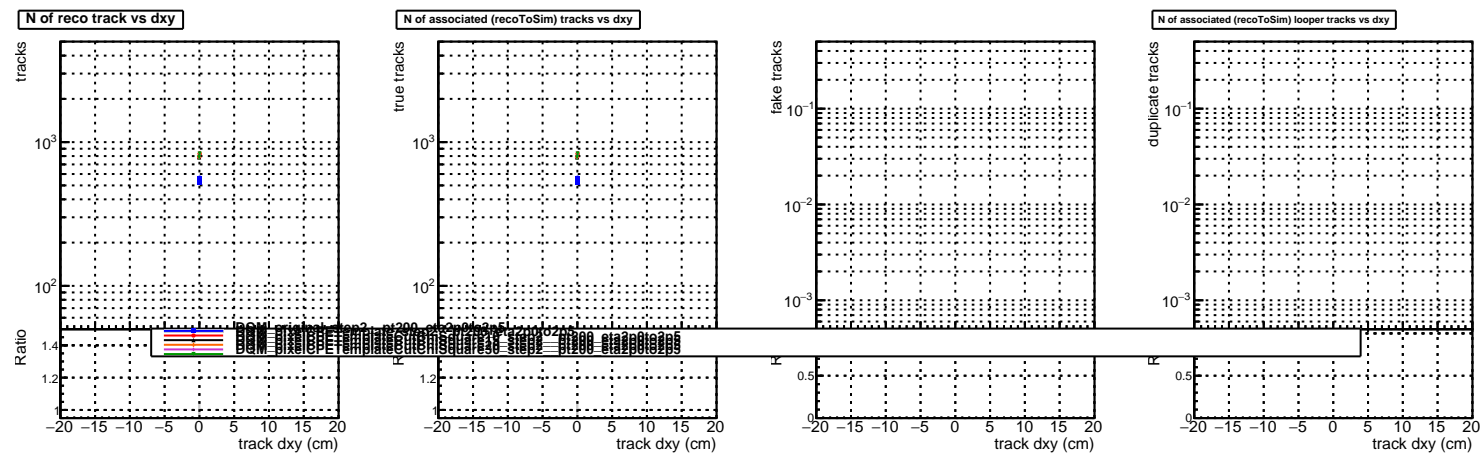 N of reco track vs dxy
N of associated (recoToSim) tracks vs dxy
N of associated (recoToSim) looper tracks vs dxy
tracks
10³
10²
Ratio
1.4
1.2
1
−20 −15 −10 −5 0 5 10 15 20
track dxy (cm)
true tracks
10³
10²
1.2
1
−20 −15 −10 −5 0 5 10 15 20
track dxy (cm)
fake tracks
10⁻¹
10⁻²
10⁻³
0.5
0
−20 −15 −10 −5 0 5 10 15 20
track dxy (cm)
duplicate tracks
10⁻¹
10⁻²
10⁻³
0.5
0
−20 −15 −10 −5 0 5 10 15 20
track dxy (cm)